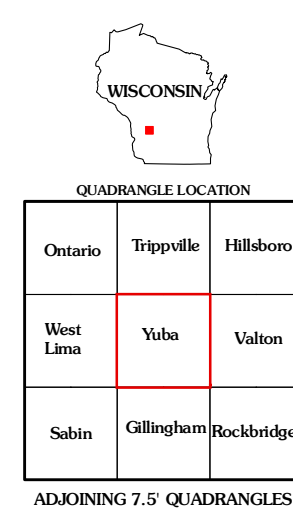 WISCONSIN
QUADRANGLE LOCATION
Ontario Trippville Hillsboro
West Lima Yuba Valton
Sabin Gillingham Rockbridge
ADJOINING 7.5' QUADRANGLES